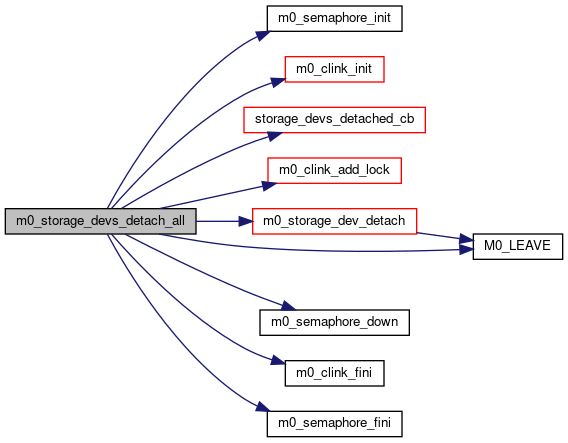 m0_semaphore_init
m0_clink_init
storage_devs_detached_cb
m0_clink_add_lock
m0_storage_devs_detach_all
m0_storage_dev_detach
M0_LEAVE
m0_semaphore_down
m0_clink_fini
m0_semaphore_fini